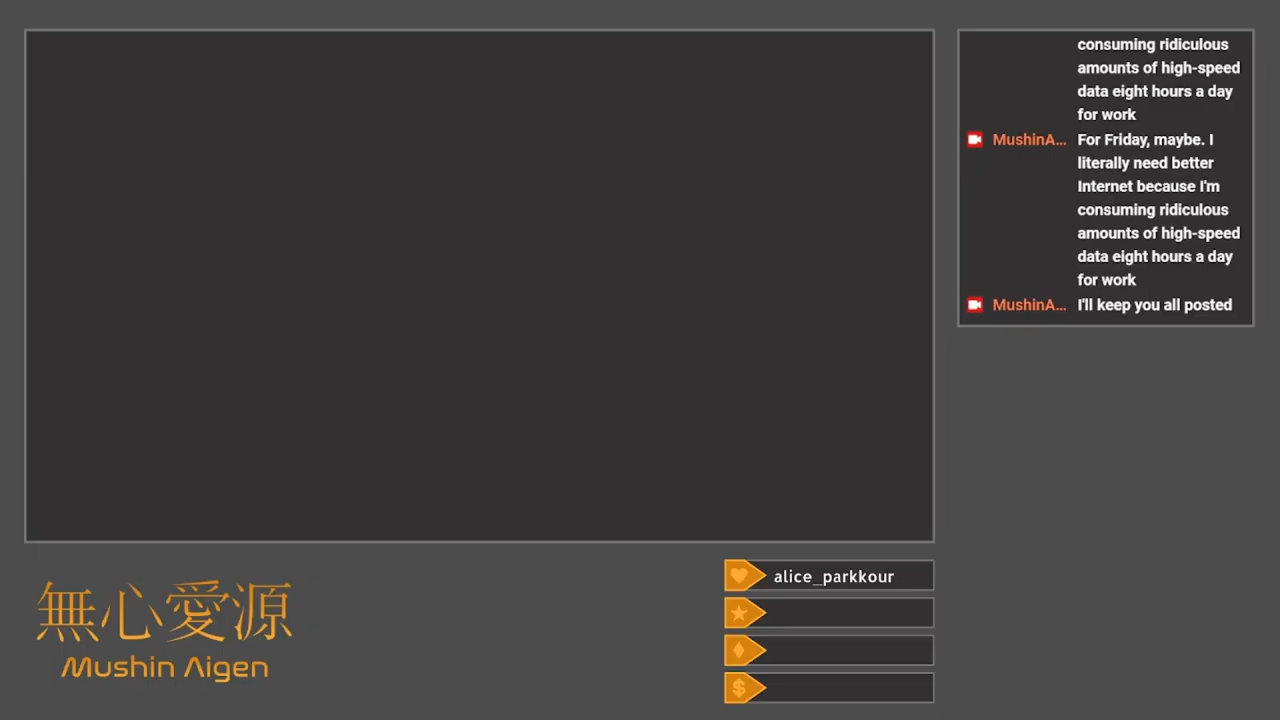 consuming ridiculous
amounts of high-speed
data eight hours a day
for work
MushinA... For Friday, maybe. I
literally need better
Internet because I'm
consuming ridiculous
amounts of high-speed
data eight hours a day
for work
MushinA... I'll keep you all posted
alice_parkkour
$
無心愛源
Mushin Aigen